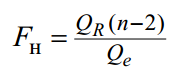 F_н = Q_R (n−2) / Q_e